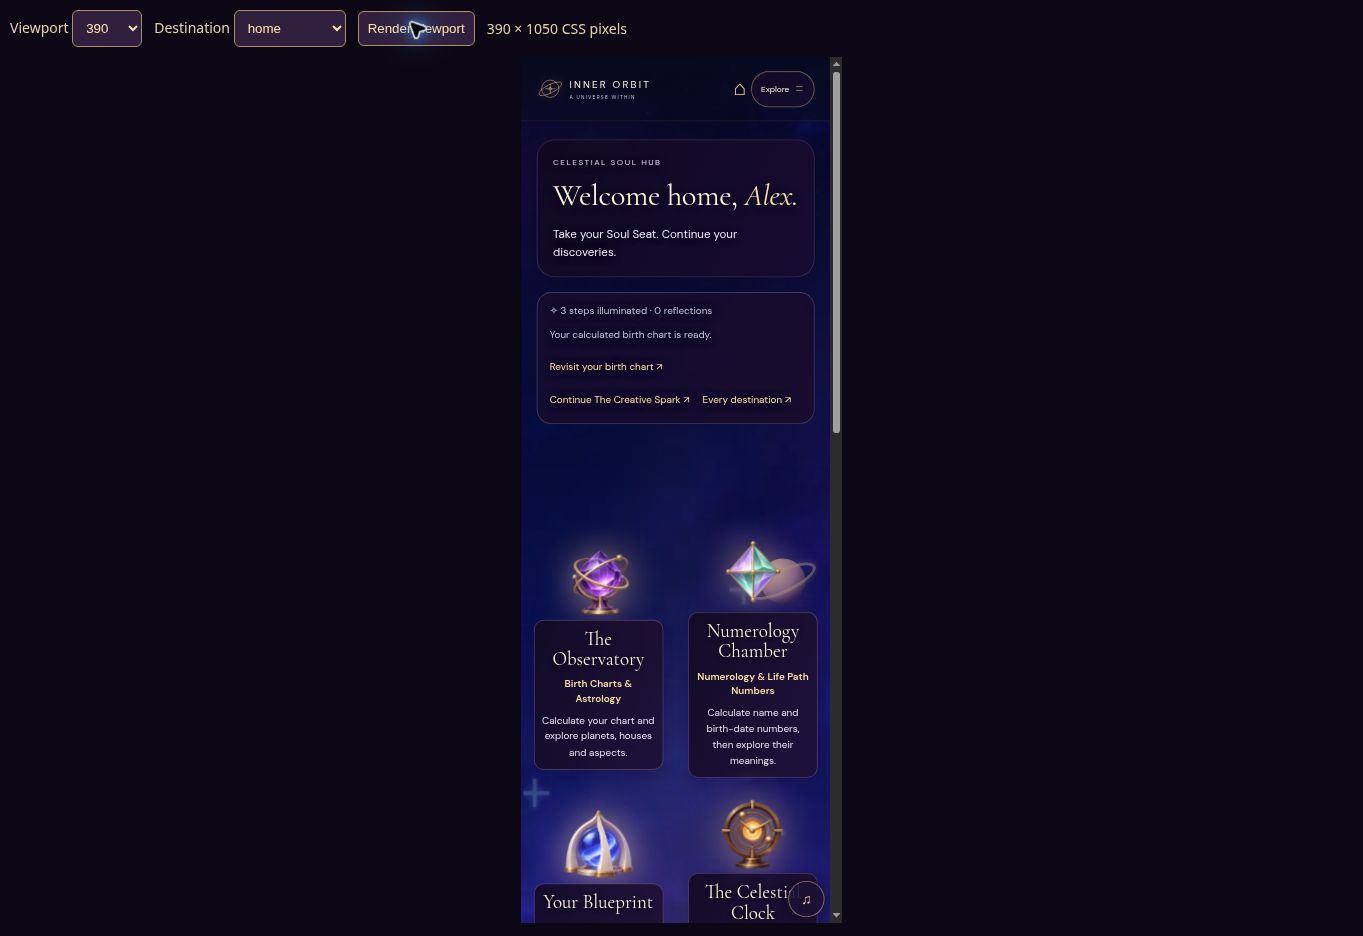 Viewport 390 Destination home Render ewport 390 × 1050 CSS pixels
INNER ORBIT
A UNIVERSE WITHIN
Explore
CELESTIAL SOUL HUB
Welcome home, Alex.
Take your Soul Seat. Continue your
discoveries.
✧ 3 steps illuminated · 0 reflections
Your calculated birth chart is ready.
Revisit your birth chart ↗
Continue The Creative Spark ↗ Every destination ↗
The
Observatory
Birth Charts &
Astrology
Calculate your chart and
explore planets, houses
and aspects.
Numerology
Chamber
Numerology & Life Path
Numbers
Calculate name and
birth-date numbers,
then explore their
meanings.
Your Blueprint
The Celestial
Clock